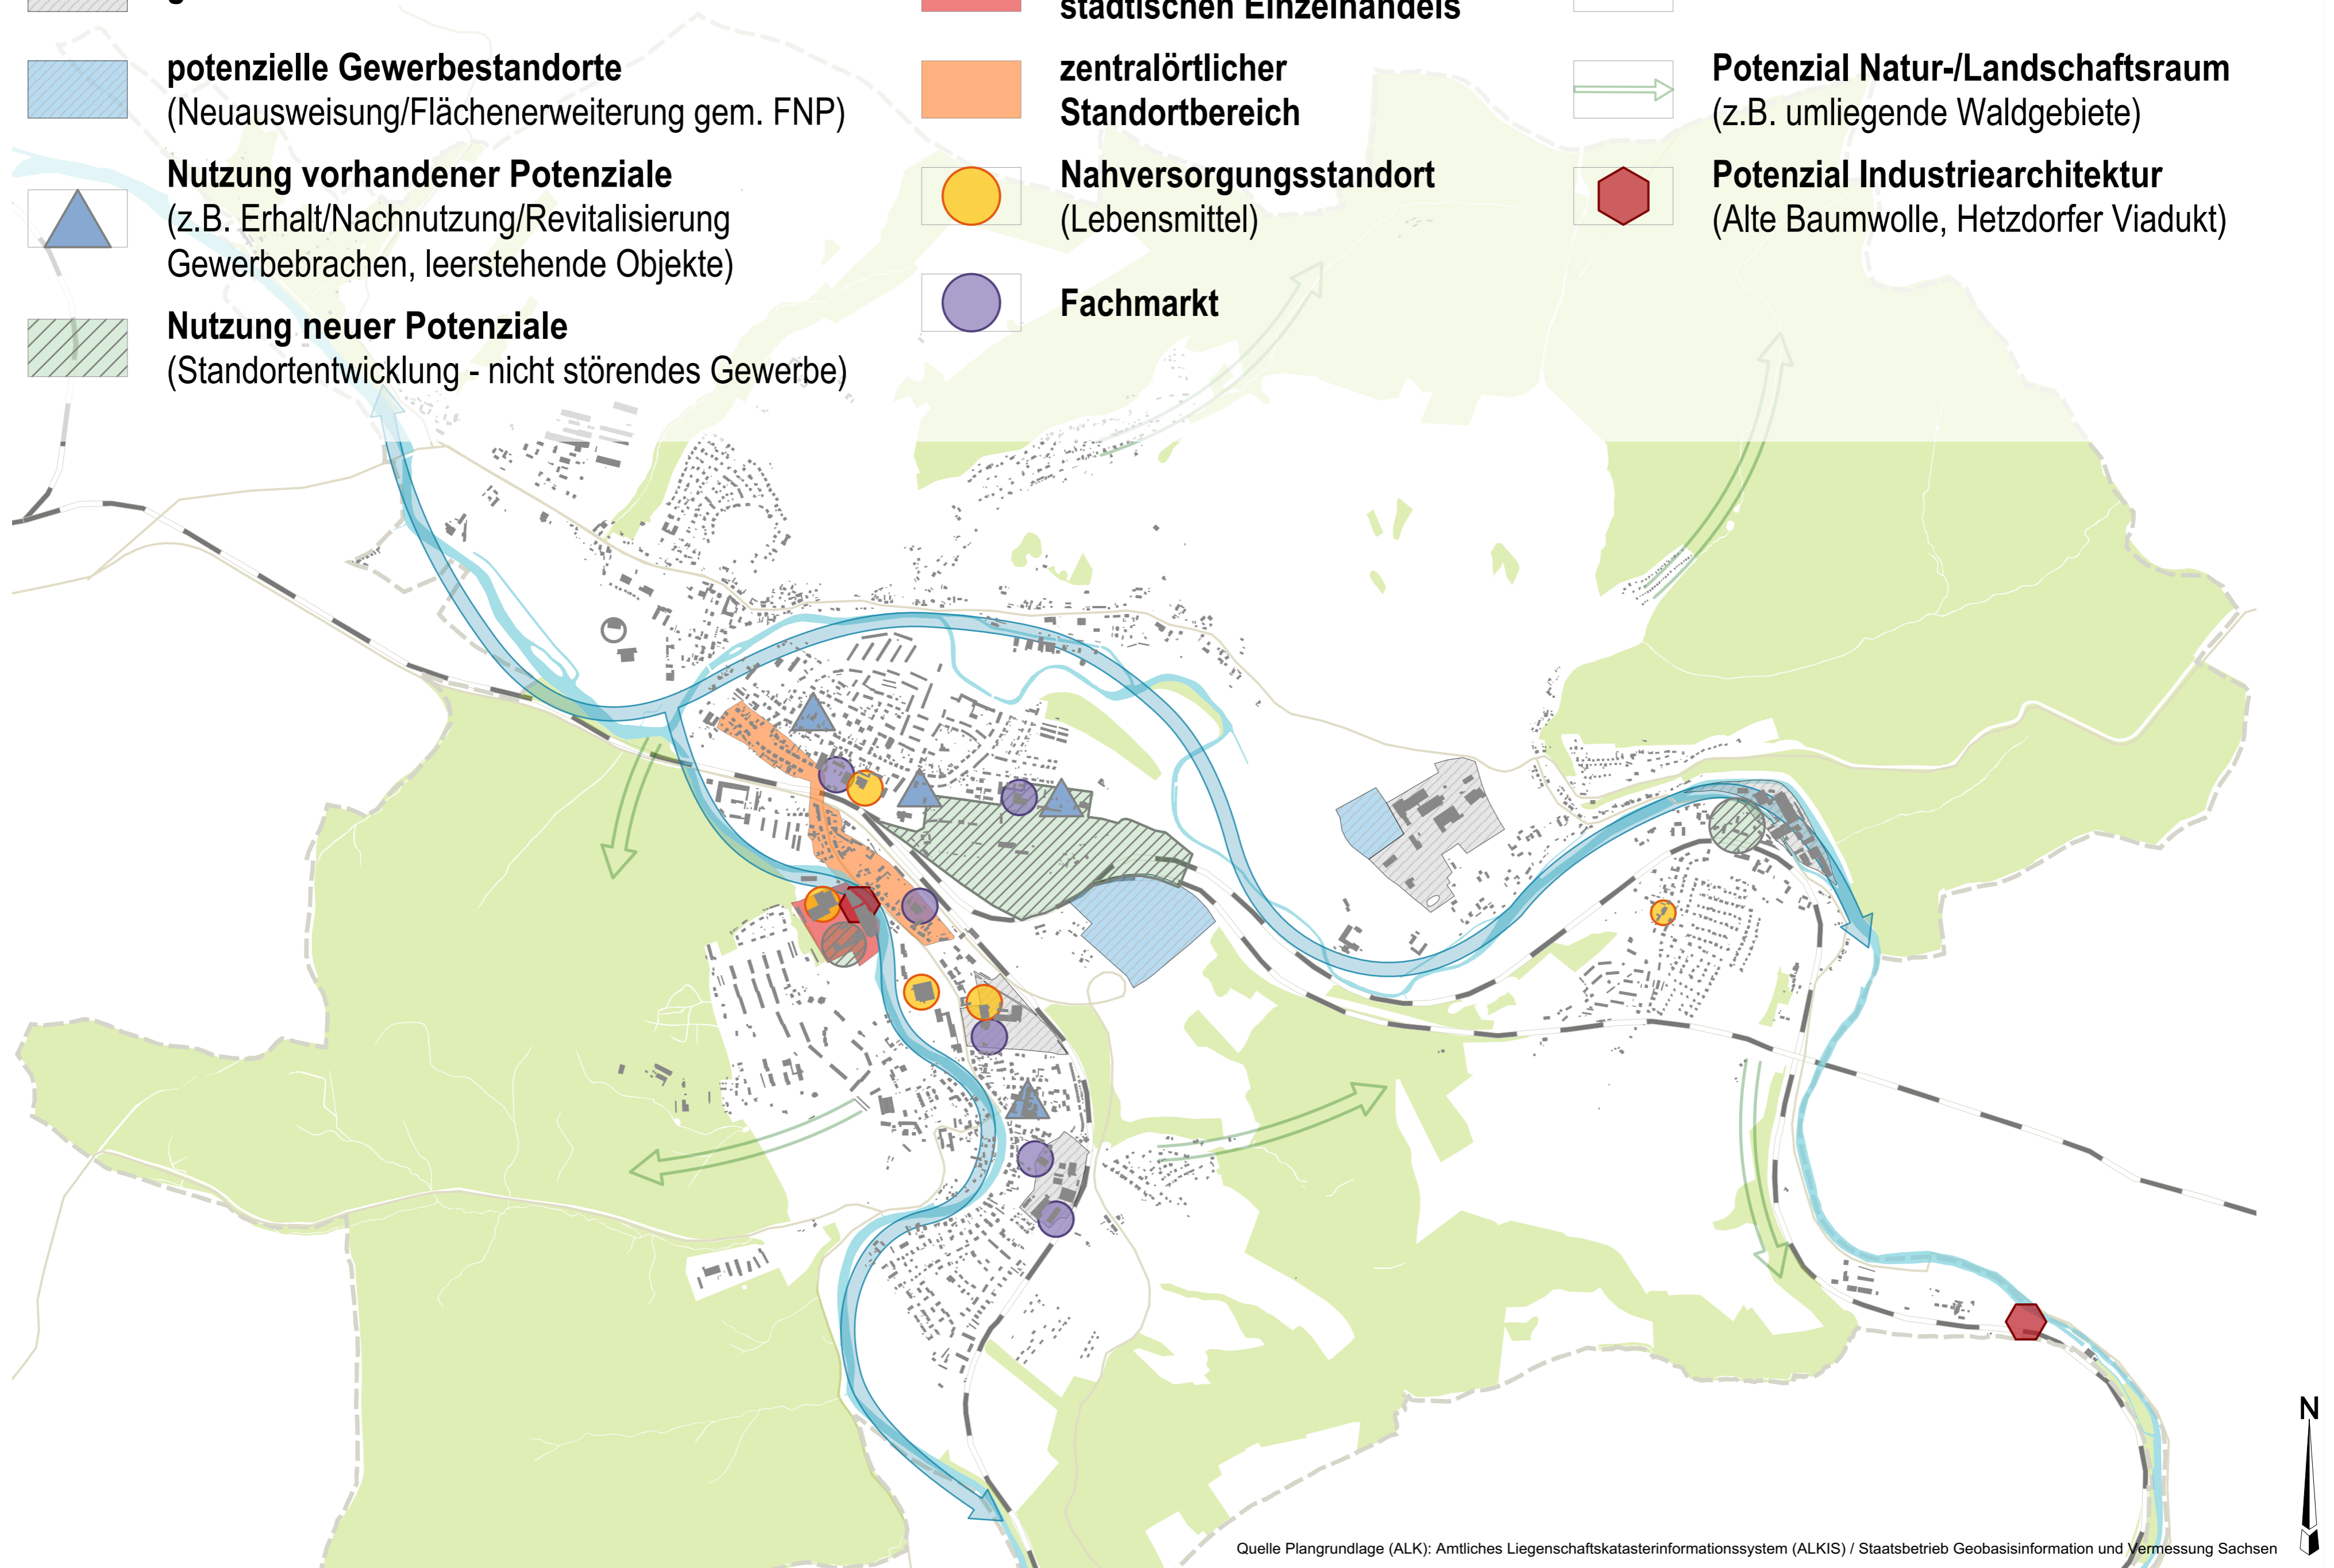 städtischen Einzelhandels
potenzielle Gewerbestandorte
(Neuausweisung/Flächenerweiterung gem. FNP)
Nutzung vorhandener Potenziale
(z.B. Erhalt/Nachnutzung/Revitalisierung
Gewerbebrachen, leerstehende Objekte)
Nutzung neuer Potenziale
(Standortentwicklung - nicht störendes Gewerbe)
zentralörtlicher
Standortbereich
Nahversorgungsstandort
(Lebensmittel)
Fachmarkt
Potenzial Natur-/Landschaftsraum
(z.B. umliegende Waldgebiete)
Potenzial Industriearchitektur
(Alte Baumwolle, Hetzdorfer Viadukt)
N
Quelle Plangrundlage (ALK): Amtliches Liegenschaftskatasterinformationssystem (ALKIS) / Staatsbetrieb Geobasisinformation und Vermessung Sachsen